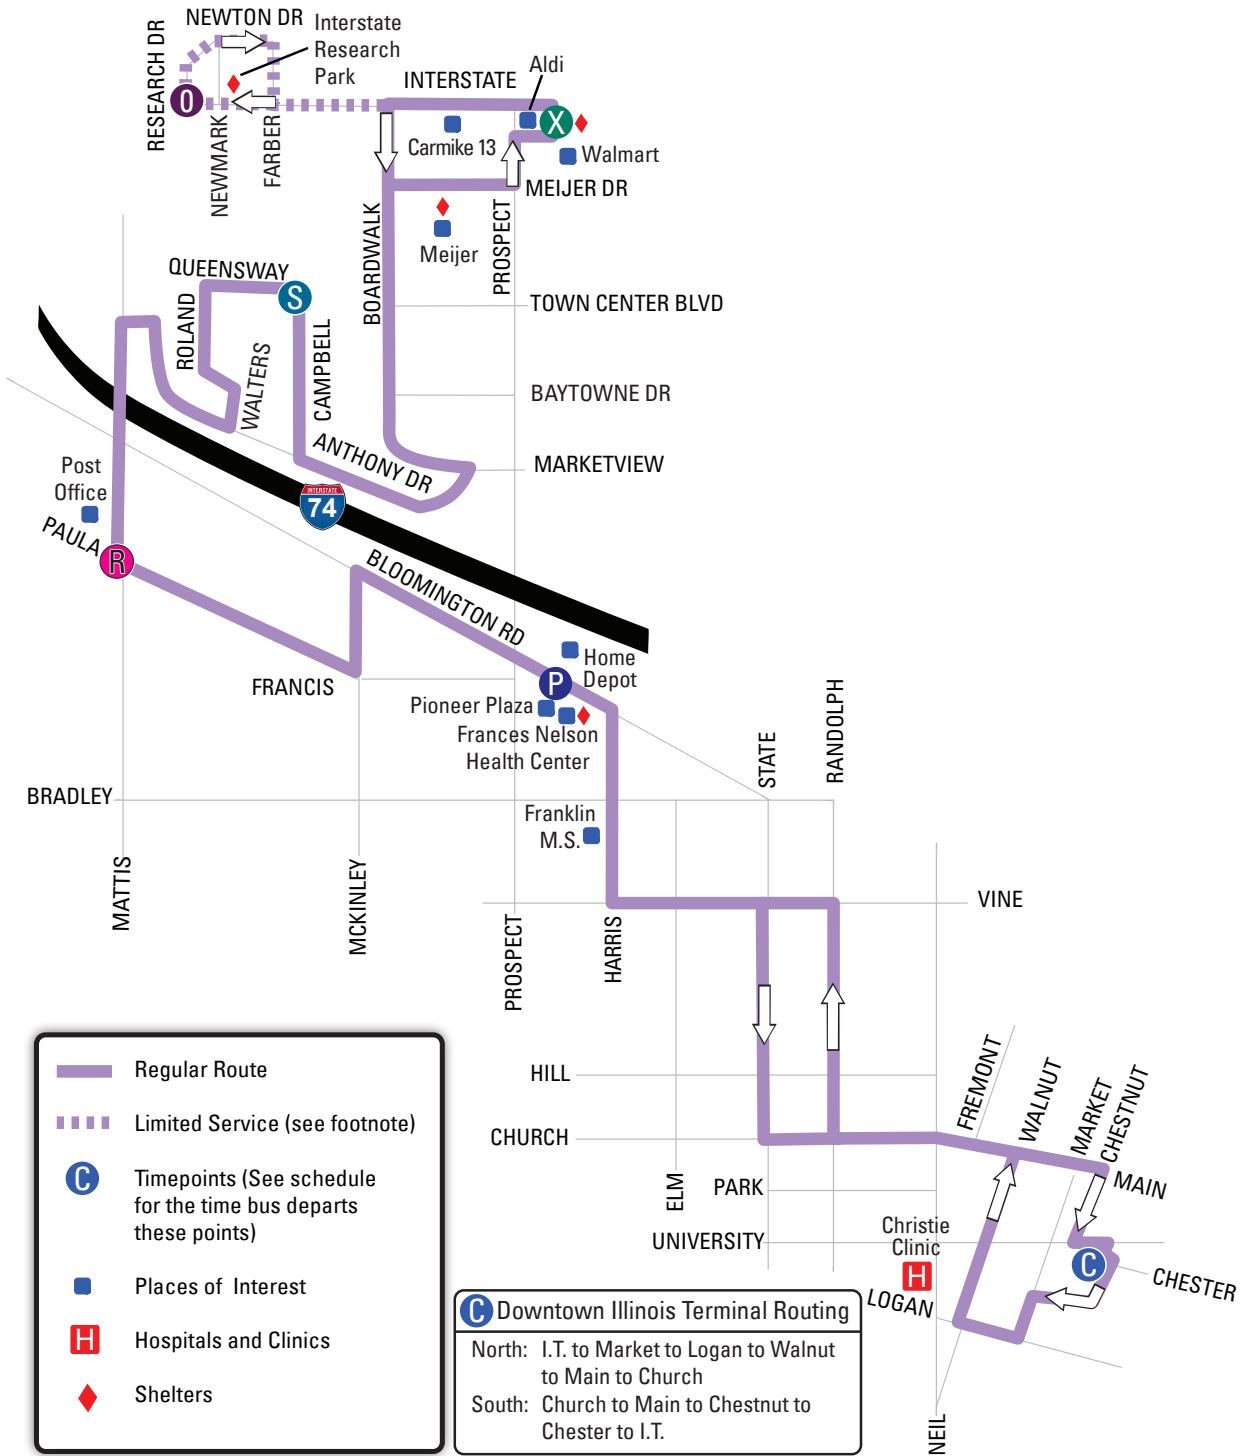 NEWTON DR
Interstate
Research
Park
RESEARCH DR
O
NEWMARK
FARBER
INTERSTATE
Aldi
X
Carmike 13
Walmart
MEIJER DR
Meijer
BOARDWALK
PROSPECT
QUEENSWAY
S
ROLAND
WALTERS
CAMPBELL
TOWN CENTER BLVD
BAYTOWNE DR
ANTHONY DR
MARKETVIEW
Post
Office
INTERSTATE
74
PAULA
R
BLOOMINGTON RD
Home
Depot
P
FRANCIS
Pioneer Plaza
Frances Nelson
Health Center
STATE
RANDOLPH
BRADLEY
Franklin
M.S.
MATTIS
MCKINLEY
PROSPECT
HARRIS
VINE
HILL
CHURCH
FREMONT
WALNUT
MARKET
CHESTNUT
MAIN
ELM
PARK
UNIVERSITY
Christie
Clinic
H
LOGAN
C
CHESTER
NEIL
Regular Route
Limited Service (see footnote)
C
Timepoints (See schedule
for the time bus departs
these points)
Places of Interest
H
Hospitals and Clinics
Shelters
C Downtown Illinois Terminal Routing
North: I.T. to Market to Logan to Walnut
to Main to Church
South: Church to Main to Chestnut to
Chester to I.T.